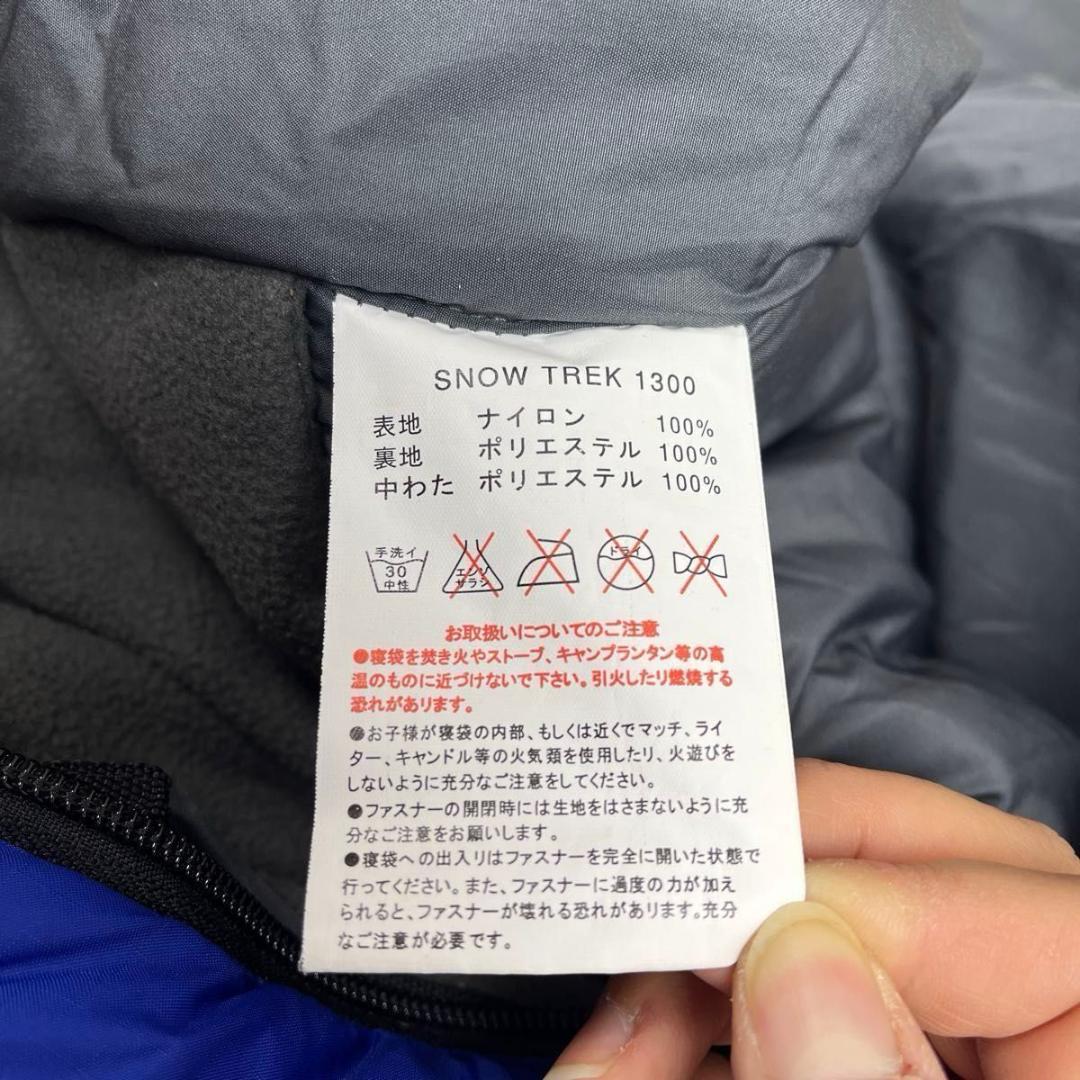 SNOW TREK 1300
表地 ナイロン 100%
裏地 ポリエステル 100%
中わた ポリエステル 100%
手洗イ
30
中性
エンソ
サラシ
ドライ
お取扱いについてのご注意
●寝袋を焚き火やストーブ、キャンプランタン等の高
温のものに近づけないで下さい。引火したり燃焼する
恐れがあります。
●お子様が寝袋の内部、もしくは近くでマッチ、ライ
ター、キャンドル等の火気類を使用したり、火遊びを
しないように充分なご注意をしてください。
●ファスナーの開閉時には生地をはさまないように充
分なご注意をお願いします。
●寝袋への出入りはファスナーを完全に開いた状態で
行ってください。また、ファスナーに過度の力が加え
られると、ファスナーが壊れる恐れがあります。充分
なご注意が必要です。